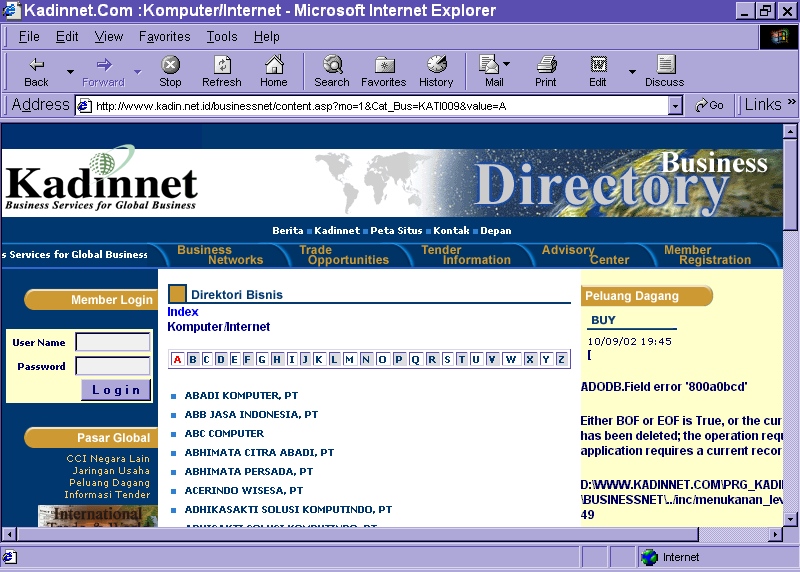 Kadinnet.Com :Komputer/Internet - Microsoft Internet Explorer
File Edit View Favorites Tools Help
Back Forward Stop Refresh Home Search Favorites History Mail Print Edit Discuss
Address http://www.kadin.net.id/businessnet/content.asp?mo=1&Cat_Bus=KATI009&value=A Go Links »
Kadinnet
Business Services for Global Business
Business
Directory
Berita Kadinnet Peta Situs Kontak Depan
s Services for Global Business
Business Networks
Trade Opportunities
Tender Information
Advisory Center
Member Registration
Member Login
User Name
Password
Login
Pasar Global
CCI Negara Lain
Jaringan Usaha
Peluang Dagang
Informasi Tender
International
Direktori Bisnis
Index
Komputer/Internet
A B C D E F G H I J K L M N O P Q R S T U V W X Y Z
ABADI KOMPUTER, PT
ABB JASA INDONESIA, PT
ABC COMPUTER
ABHIMATA CITRA ABADI, PT
ABHIMATA PERSADA, PT
ACERINDO WISESA, PT
ADHIKASAKTI SOLUSI KOMPUTINDO, PT
ADHISAKTI SOLUSI KOMPUTINDO, PT
Peluang Dagang
BUY
10/09/02 19:45
[
ADODB.Field error '800a0bcd'
Either BOF or EOF is True, or the cur
has been deleted; the operation requ
application requires a current recor
D:\WWW.KADINNET.COM\PRG_KADI
\BUSINESSNET\../inc/menukanan_lev
49
Internet